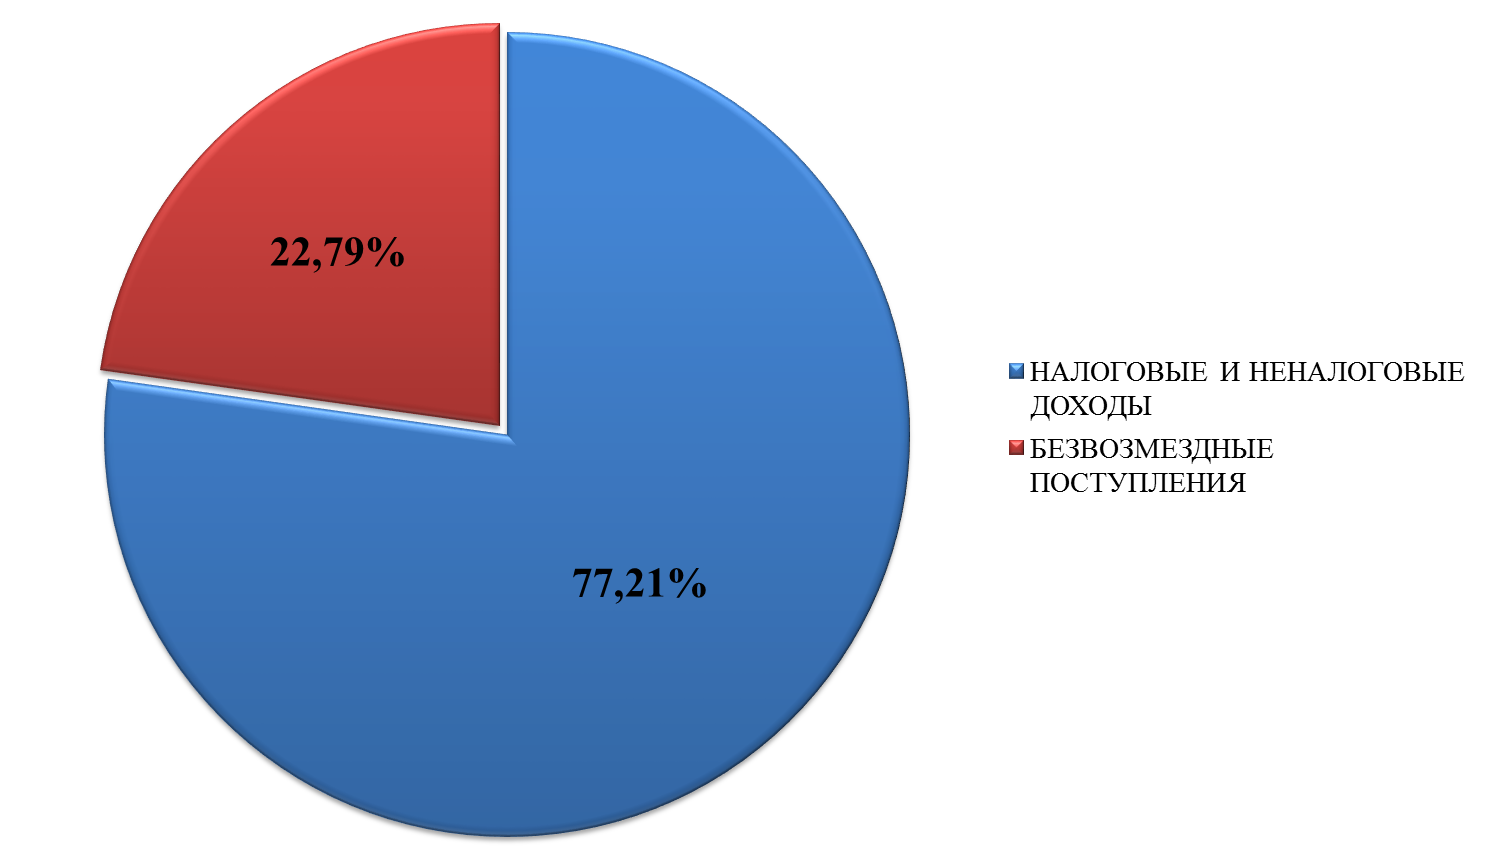 22,79%
77,21%
НАЛОГОВЫЕ И НЕНАЛОГОВЫЕ
ДОХОДЫ
БЕЗВОЗМЕЗДНЫЕ
ПОСТУПЛЕНИЯ